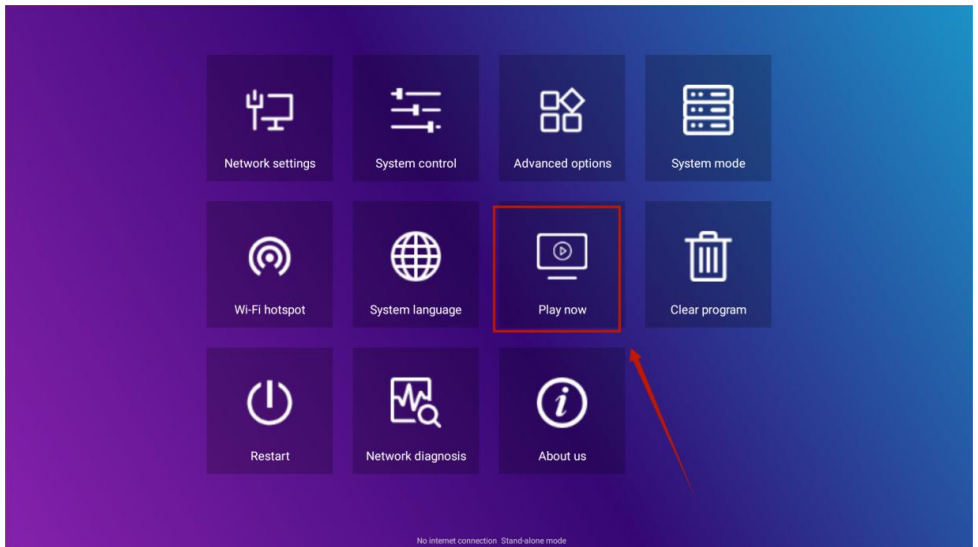 Network settings
System control
Advanced options
System mode
Wi-Fi hotspot
System language
Play now
Clear program
Restart
Network diagnosis
About us
No internet connection Stand-alone mode